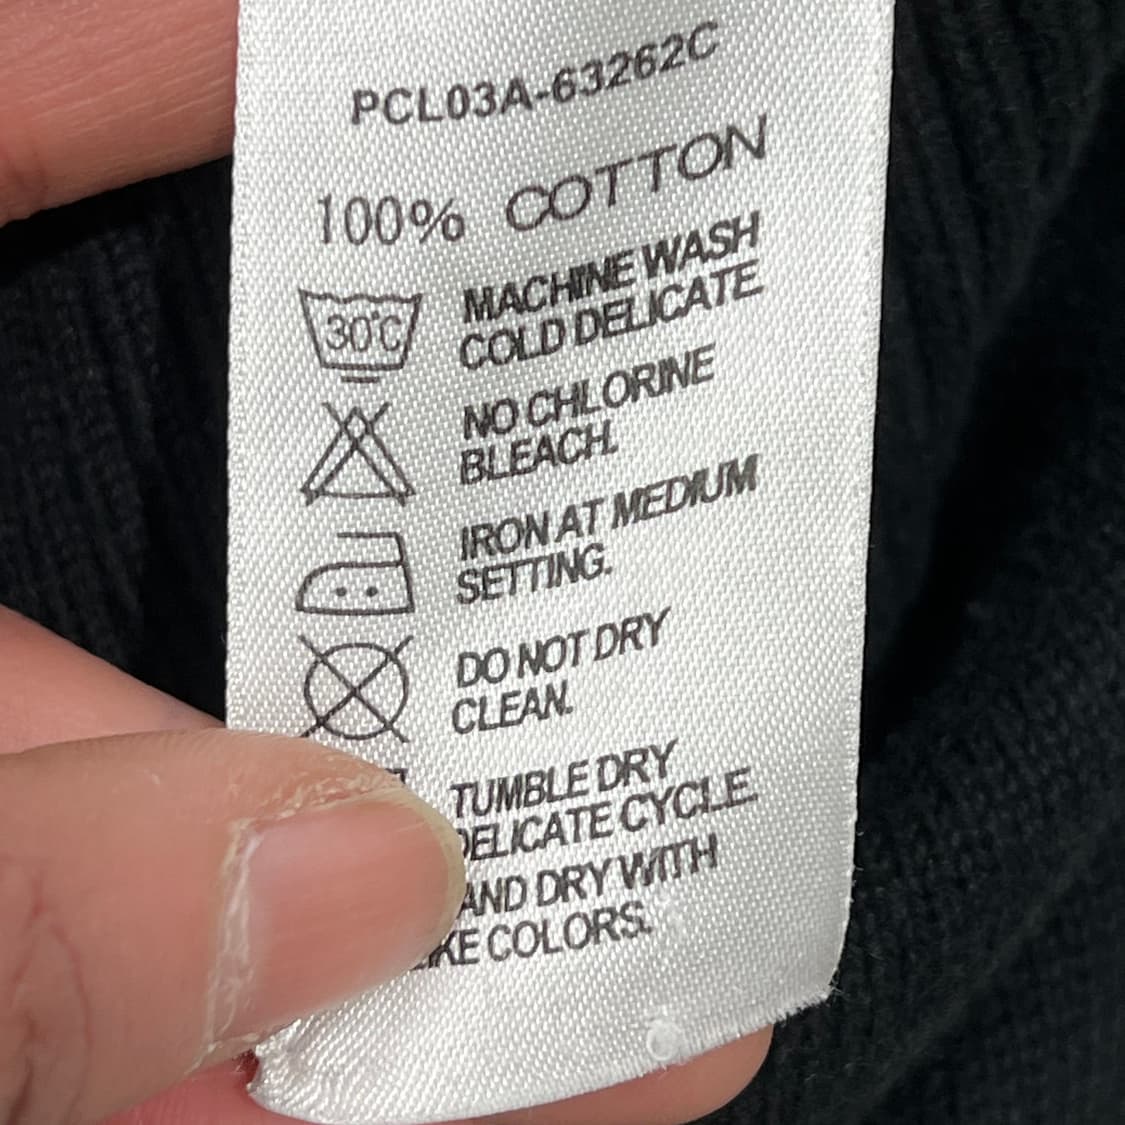 PCL03A-63262C
100% COTTON
30°C
MACHINE WASH
COLD DELICATE.
NO CHLORINE
BLEACH.
IRON AT MEDIUM
SETTING.
DO NOT DRY
CLEAN.
TUMBLE DRY
DELICATE CYCLE.
AND DRY WITH
COLORS.